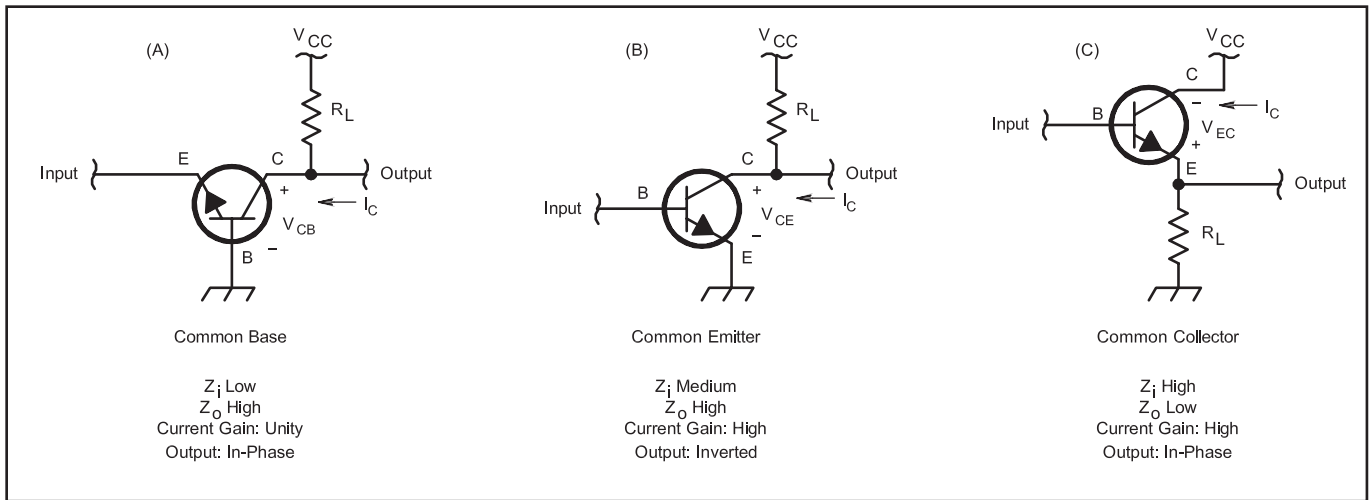 (A)
V CC
R L
E
C
Input
Output
+
I C
V CB
B
–
Common Base
Z i Low
Z o High
Current Gain: Unity
Output: In-Phase
(B)
V CC
R L
C
B
Output
Input
+
I C
V CE
–
E
Common Emitter
Z i Medium
Z o High
Current Gain: High
Output: Inverted
(C)
V CC
C
–
I C
B
Input
V EC
+
E
Output
R L
Common Collector
Z i High
Z o Low
Current Gain: High
Output: In-Phase